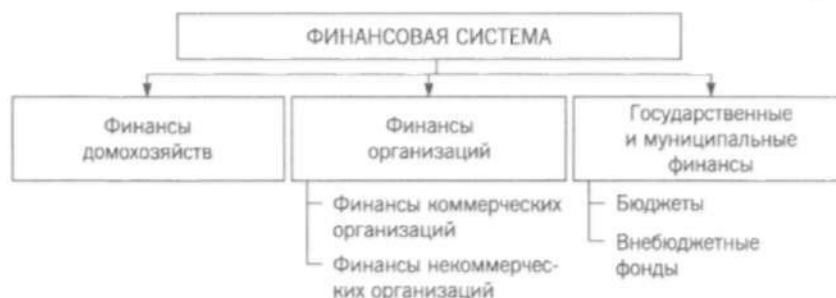 ФИНАНСОВАЯ СИСТЕМА
Финансы
домохозяйств
Финансы
организаций
Финансы коммерческих
организаций
Финансы некоммерчес-
ких организаций
Государственные
и муниципальные
финансы
Бюджеты
Внебюджетные
фонды